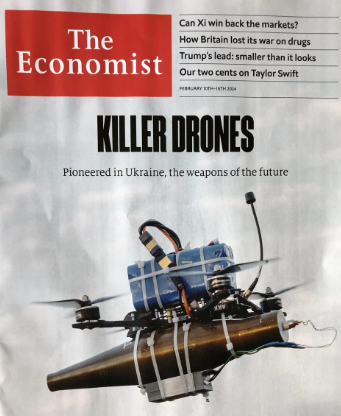 The
Economist
Can Xi win back the markets?
How Britain lost its war on drugs
Trump's lead: smaller than it looks
Our two cents on Taylor Swift
FEBRUARY 10TH–16TH 2024
KILLER DRONES
Pioneered in Ukraine, the weapons of the future